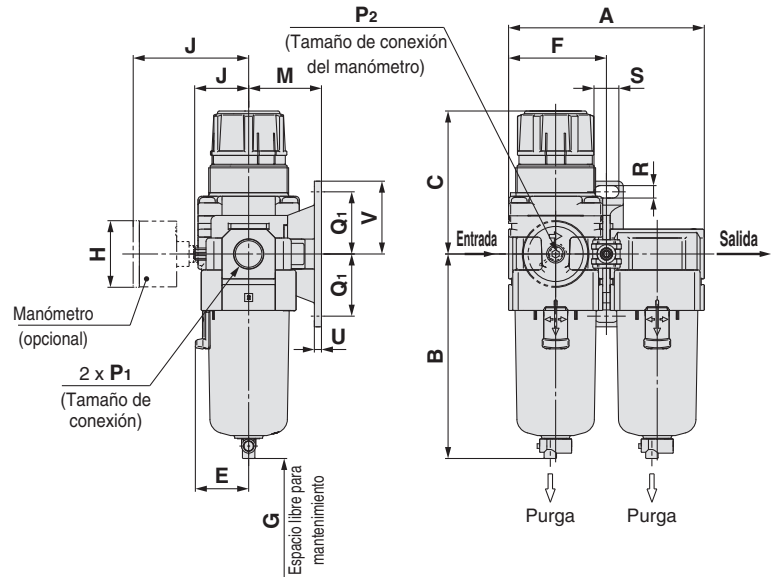 P2
(Tamaño de conexión
del manómetro)
A
F
S
J
J
M
C
R
V
Q1
Q1
H
Entrada
Salida
Manómetro
(opcional)
U
B
2 x P1
(Tamaño de
conexión)
E
G
Espacio libre para
mantenimiento
Purga
Purga